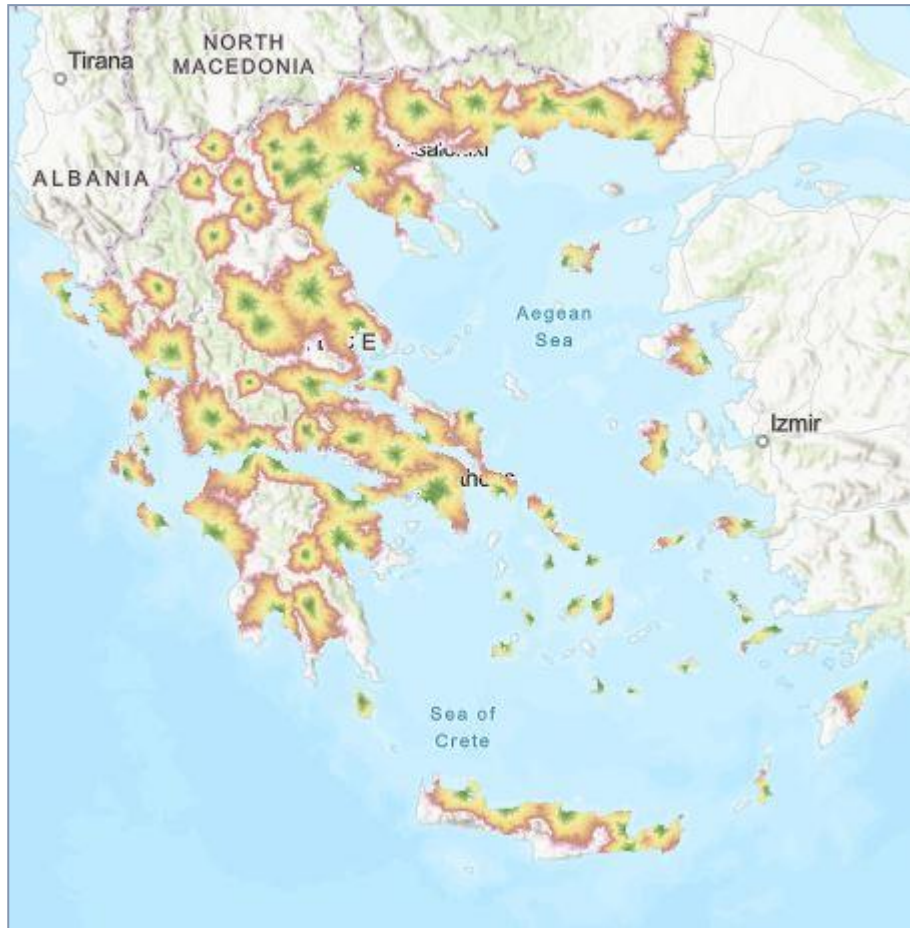 NORTH
MACEDONIA
Tirana
ALBANIA
Aegean
Sea
Izmir
Sea of
Crete